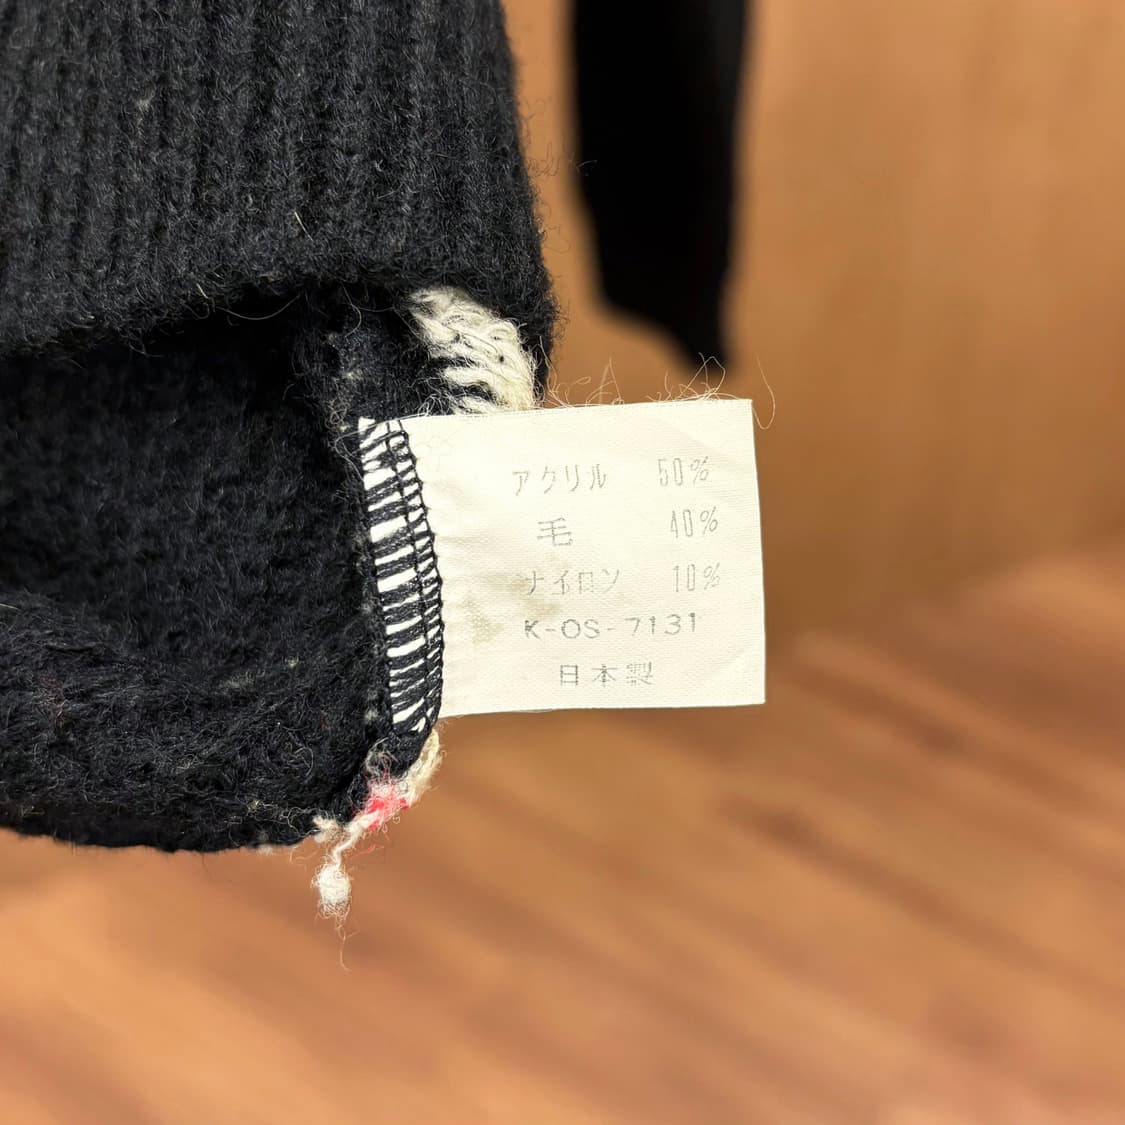 アクリル 50%
毛 40%
ナイロン 10%
K-OS-7131
日本製